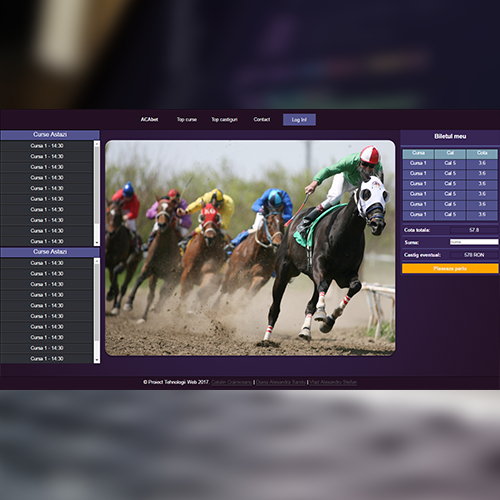 ACAbet Top curse Top castiguri Contact Log In!
Curse Astazi
Cursa 1 - 14:30
Cursa 1 - 14:30
Cursa 1 - 14:30
Cursa 1 - 14:30
Cursa 1 - 14:30
Cursa 1 - 14:30
Cursa 1 - 14:30
Cursa 1 - 14:30
Cursa 1 - 14:30
Cursa 1 - 14:30
Curse Astazi
Cursa 1 - 14:30
Cursa 1 - 14:30
Cursa 1 - 14:30
Cursa 1 - 14:30
Cursa 1 - 14:30
Cursa 1 - 14:30
Cursa 1 - 14:30
Cursa 1 - 14:30
Cursa 1 - 14:30
Cursa 1 - 14:30
Biletul meu
Cursa Cal Cota
Cursa 1 Cal 5 3.6
Cursa 1 Cal 5 3.6
Cursa 1 Cal 5 3.6
Cursa 1 Cal 5 3.6
Cursa 1 Cal 5 3.6
Cursa 1 Cal 5 3.6
Cota totala: 57.8
Suma:
Castig eventual: 578 RON
Plaseaza pariu
© Proiect Tehnologii Web 2017.